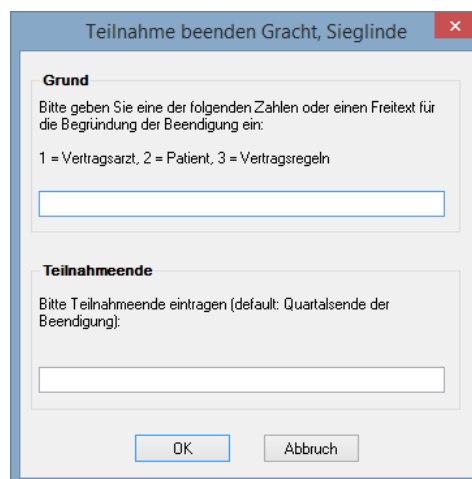 Teilnahme beenden Gracht, Sieglinde
Grund
Bitte geben Sie eine der folgenden Zahlen oder einen Freitext für
die Begründung der Beendigung ein:
1 = Vertragsarzt, 2 = Patient, 3 = Vertragsregeln
Teilnahmeende
Bitte Teilnahmeende eintragen (default: Quartalsende der
Beendigung):
OK
Abbruch